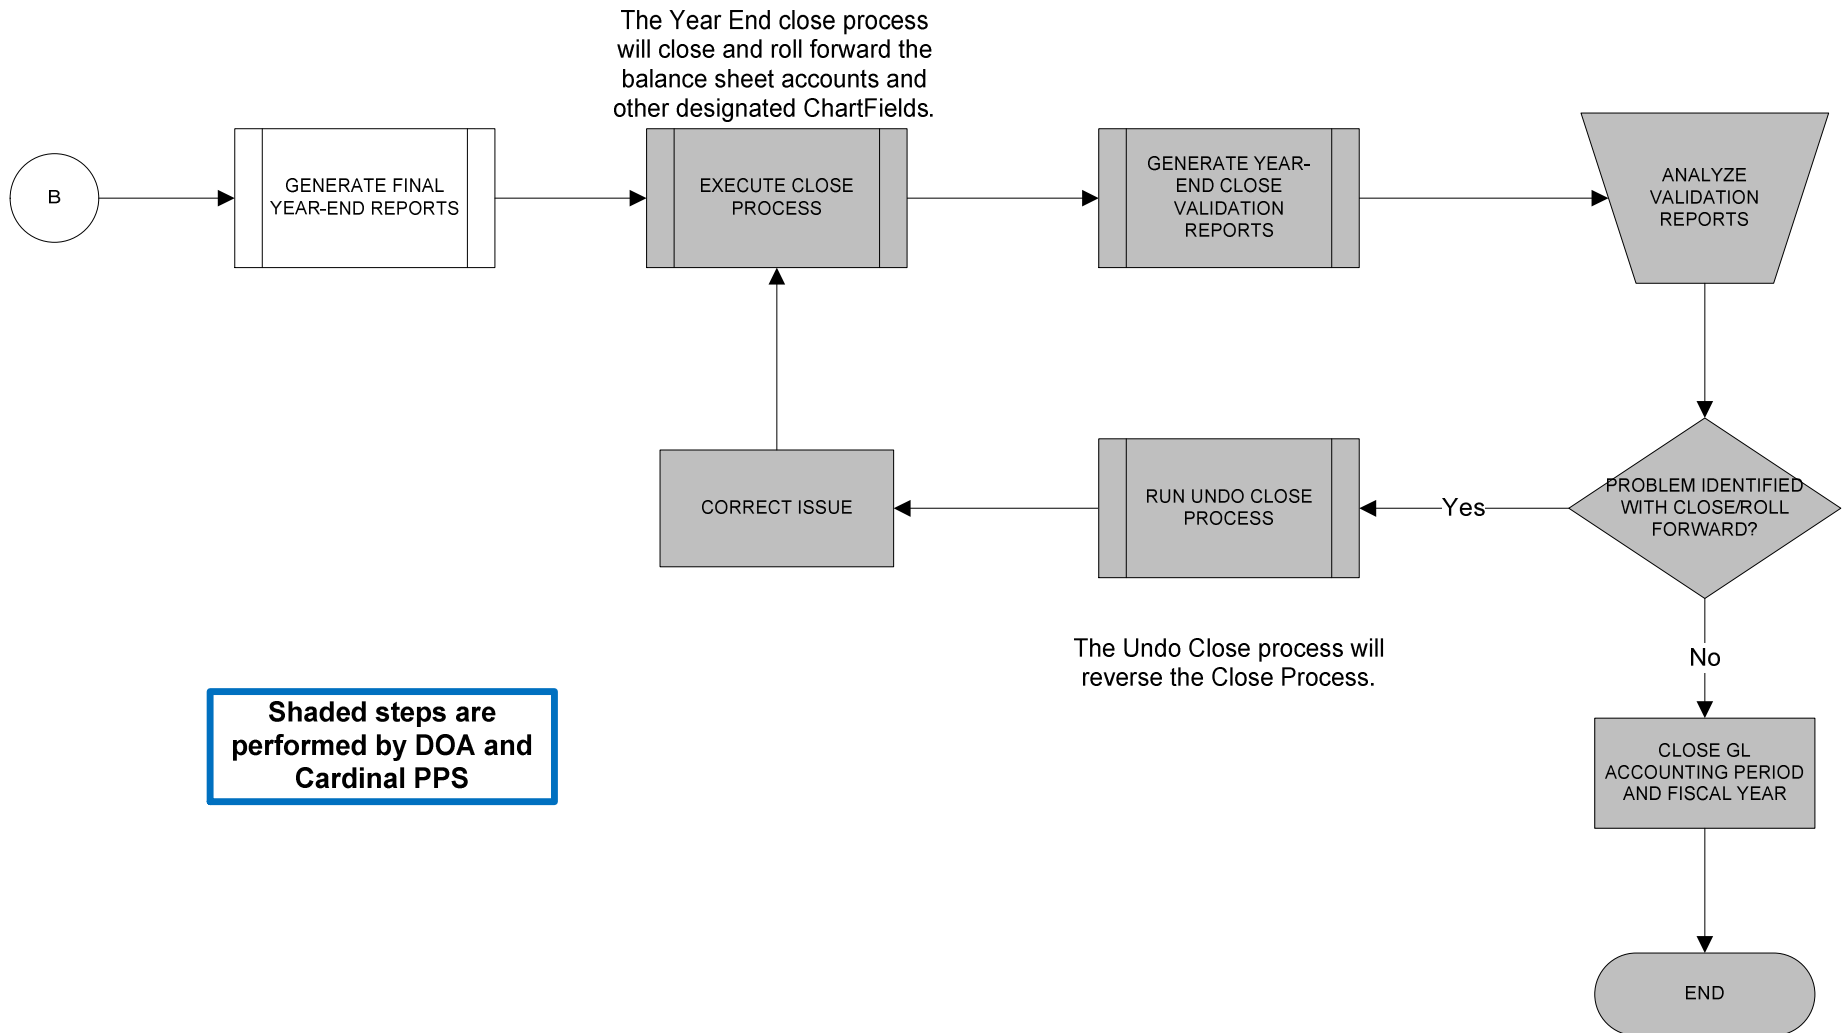 The Year End close process
will close and roll forward the
balance sheet accounts and
other designated ChartFields.
B
GENERATE FINAL
YEAR-END REPORTS
EXECUTE CLOSE
PROCESS
GENERATE YEAR-
END CLOSE
VALIDATION
REPORTS
ANALYZE
VALIDATION
REPORTS
CORRECT ISSUE
RUN UNDO CLOSE
PROCESS
Yes
PROBLEM IDENTIFIED
WITH CLOSE/ROLL
FORWARD?
The Undo Close process will
reverse the Close Process.
No
Shaded steps are
performed by DOA and
Cardinal PPS
CLOSE GL
ACCOUNTING PERIOD
AND FISCAL YEAR
END